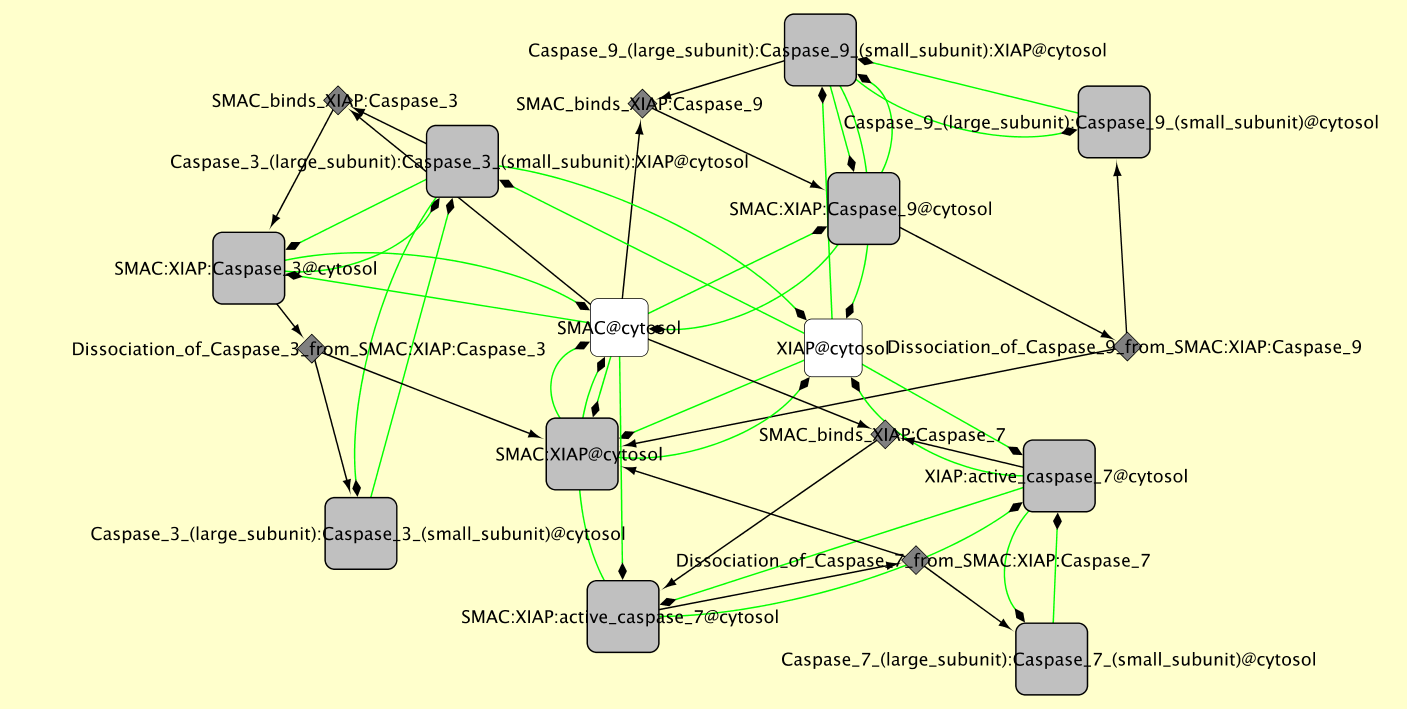 Caspase_9_(large_subunit):Caspase_9_(small_subunit):XIAP@cytosol
SMAC_binds_XIAP:Caspase_3
SMAC_binds_XIAP:Caspase_9
Caspase_9_(large_subunit):Caspase_9_(small_subunit)@cytosol
Caspase_3_(large_subunit):Caspase_3_(small_subunit):XIAP@cytosol
SMAC:XIAP:Caspase_9@cytosol
SMAC:XIAP:Caspase_3@cytosol
SMAC@cytosol
XIAP@cytosol
Dissociation_of_Caspase_9_from_SMAC:XIAP:Caspase_9
Dissociation_of_Caspase_3_from_SMAC:XIAP:Caspase_3
SMAC_binds_XIAP:Caspase_7
SMAC:XIAP@cytosol
XIAP:active_caspase_7@cytosol
Caspase_3_(large_subunit):Caspase_3_(small_subunit)@cytosol
Dissociation_of_Caspase_7_from_SMAC:XIAP:Caspase_7
SMAC:XIAP:active_caspase_7@cytosol
Caspase_7_(large_subunit):Caspase_7_(small_subunit)@cytosol